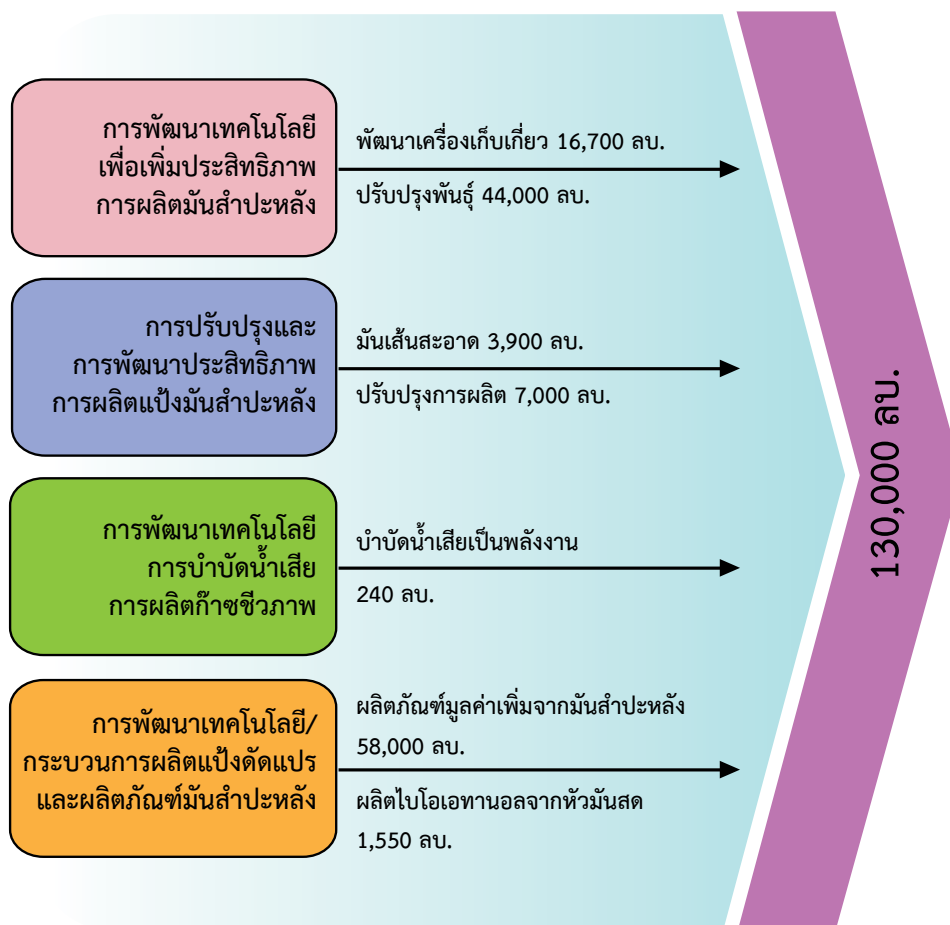 การพัฒนาเทคโนโลยี
เพื่อเพิ่มประสิทธิภาพ
การผลิตมันสำปะหลัง
พัฒนาเครื่องเก็บเกี่ยว 16,700 ลบ.
ปรับปรุงพันธุ์ 44,000 ลบ.
การปรับปรุงและ
การพัฒนาประสิทธิภาพ
การผลิตแป้งมันสำปะหลัง
มันเส้นสะอาด 3,900 ลบ.
ปรับปรุงการผลิต 7,000 ลบ.
การพัฒนาเทคโนโลยี
การบำบัดน้ำเสีย
การผลิตก๊าซชีวภาพ
บำบัดน้ำเสียเป็นพลังงาน
240 ลบ.
การพัฒนาเทคโนโลยี/
กระบวนการผลิตแป้งดัดแปร
และผลิตภัณฑ์มันสำปะหลัง
ผลิตภัณฑ์มูลค่าเพิ่มจากมันสำปะหลัง
58,000 ลบ.
ผลิตไบโอเอทานอลจากหัวมันสด
1,550 ลบ.
130,000 ลบ.